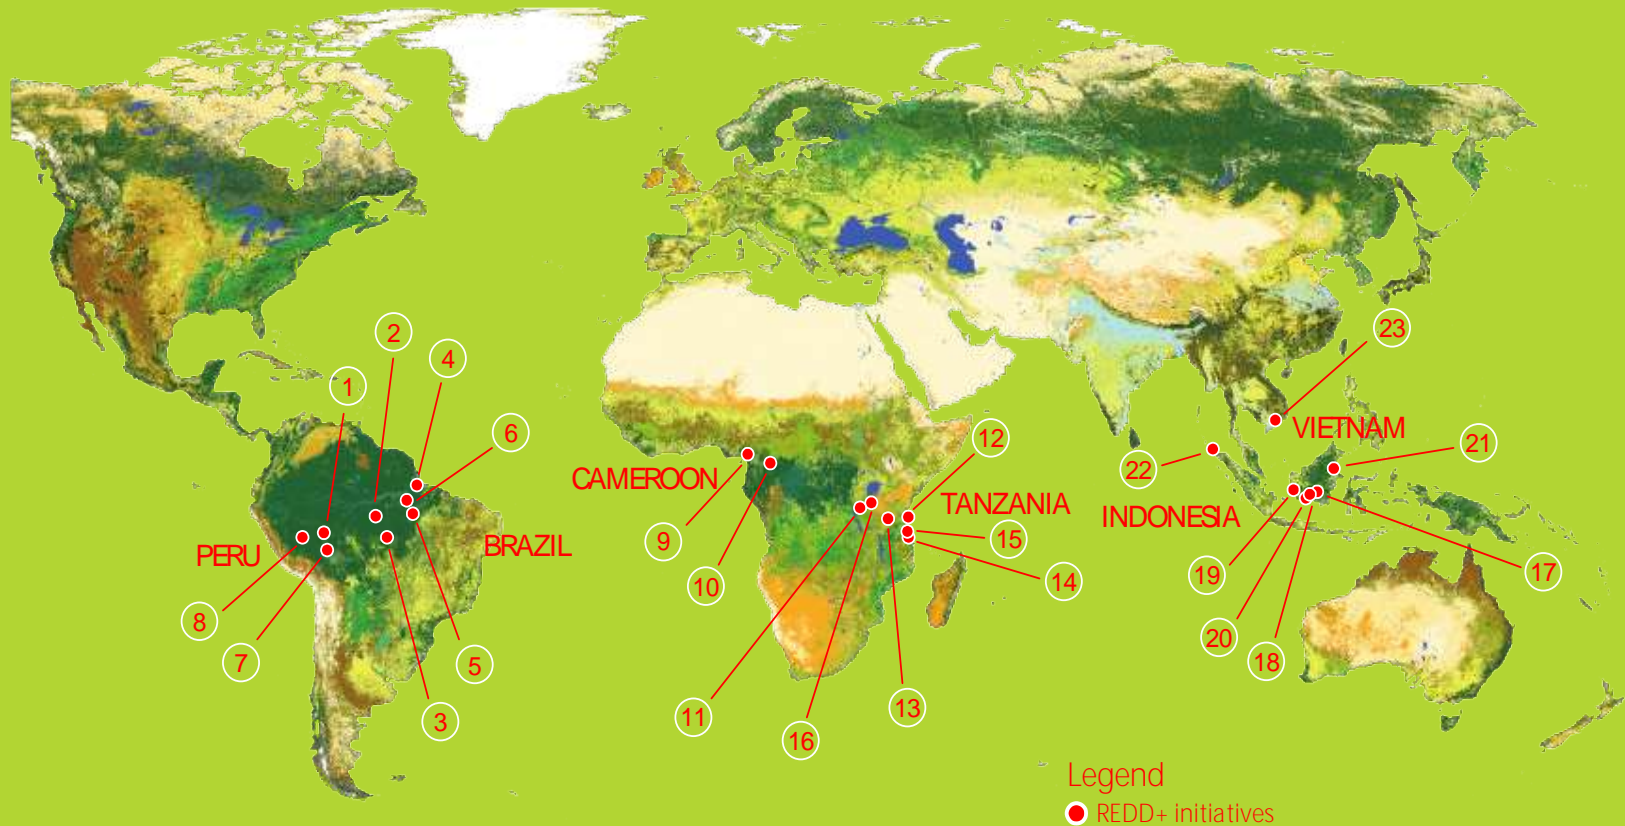 23
2
4
1
6
VIETNAM
12
21
22
CAMEROON
TANZANIA
INDONESIA
9
15
PERU
BRAZIL
10
14
19
17
8
20
7
5
18
11
13
3
16
Legend
REDD+ initiatives